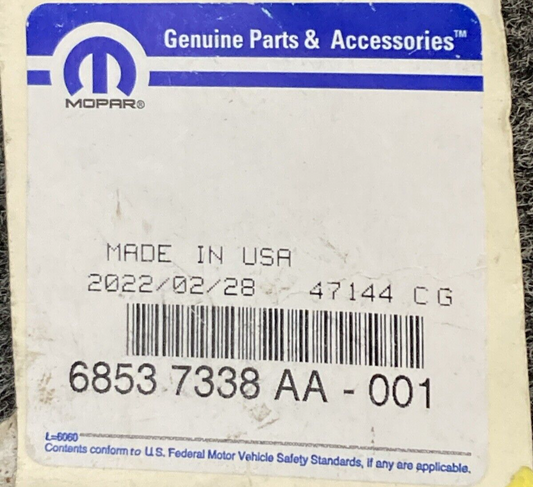 Genuine Parts & Accessories™
MOPAR®
MADE IN USA
2022/02/28 - 47144 CG
6853 7338 AA - 001
L=6060
Contents conform to U.S. Federal Motor Vehicle Safety Standards, if any are applicable.